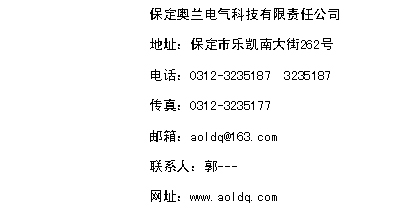 保定奥兰电气科技有限责任公司
地址：保定市乐凯南大街262号
电话：0312-3235187  3235187
传真：0312-3235177
邮箱：aoldq@163.com
联系人：郭---
网址：www.aoldq.com